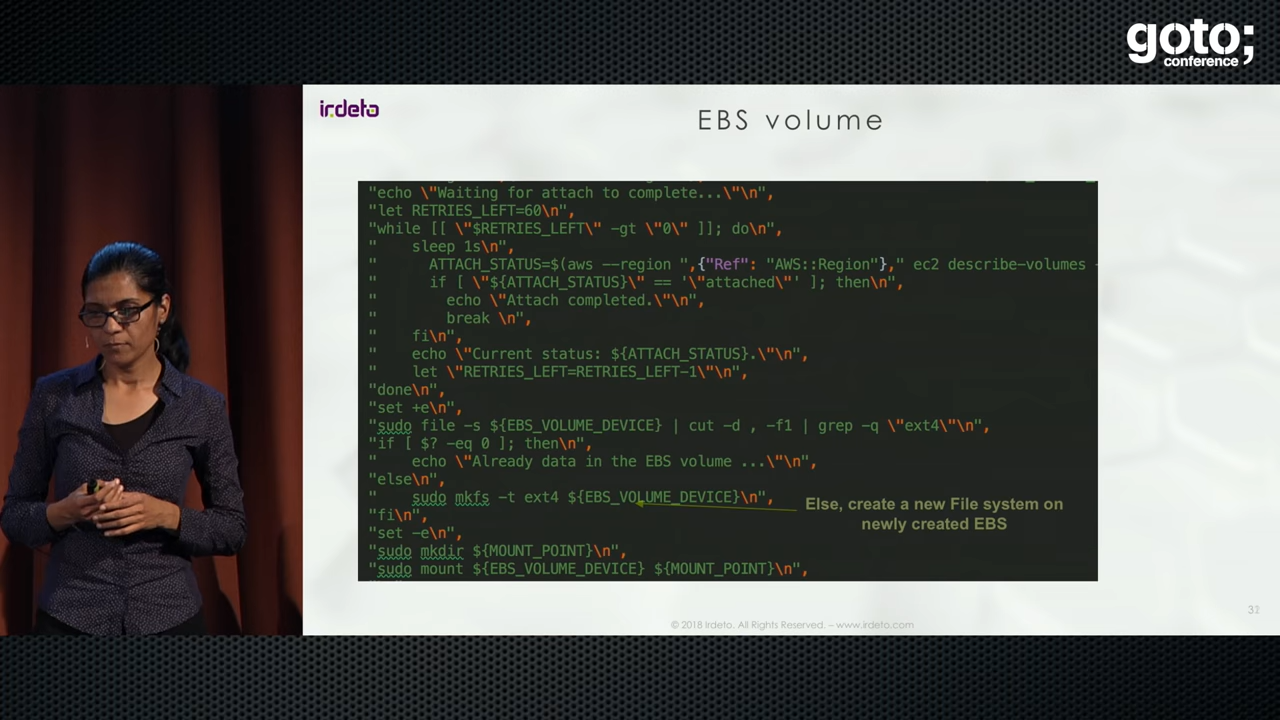 goto;
conference
irdeto
EBS volume
"echo \"Waiting for attach to complete...\"\n",
"let RETRIES_LEFT=60\n",
"while [[ \"$RETRIES_LEFT\" -gt \"0\" ]]; do\n",
"    sleep 1s\n",
"      ATTACH_STATUS=$(aws --region ",{"Ref": "AWS::Region"}," ec2 describe-volumes
"      if [ \"${ATTACH_STATUS}\" == '\"attached\"' ]; then\n",
"        echo \"Attach completed.\"\n",
"        break \n",
"    fi\n",
"    echo \"Current status: ${ATTACH_STATUS}.\"\n",
"    let \"RETRIES_LEFT=RETRIES_LEFT-1\"\n",
"done\n",
"set +e\n",
"sudo file -s ${EBS_VOLUME_DEVICE} | cut -d , -f1 | grep -q \"ext4\"\n",
"if [ $? -eq 0 ]; then\n",
"    echo \"Already data in the EBS volume ...\"\n",
"else\n",
"    sudo mkfs -t ext4 ${EBS_VOLUME_DEVICE}\n",
Else, create a new File system on
newly created EBS
"fi\n",
"set -e\n",
"sudo mkdir ${MOUNT_POINT}\n",
"sudo mount ${EBS_VOLUME_DEVICE} ${MOUNT_POINT}\n",
© 2018 Irdeto. All Rights Reserved. – www.irdeto.com